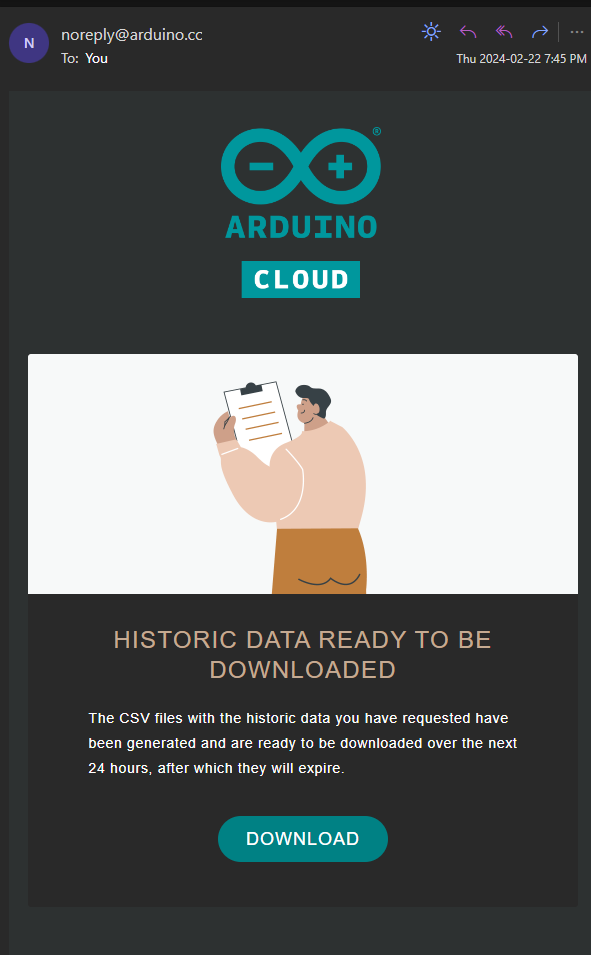 N
noreply@arduino.cc
To: You
Thu 2024-02-22 7:45 PM
®
ARDUINO
CLOUD
HISTORIC DATA READY TO BE
DOWNLOADED
The CSV files with the historic data you have requested have
been generated and are ready to be downloaded over the next
24 hours, after which they will expire.
DOWNLOAD